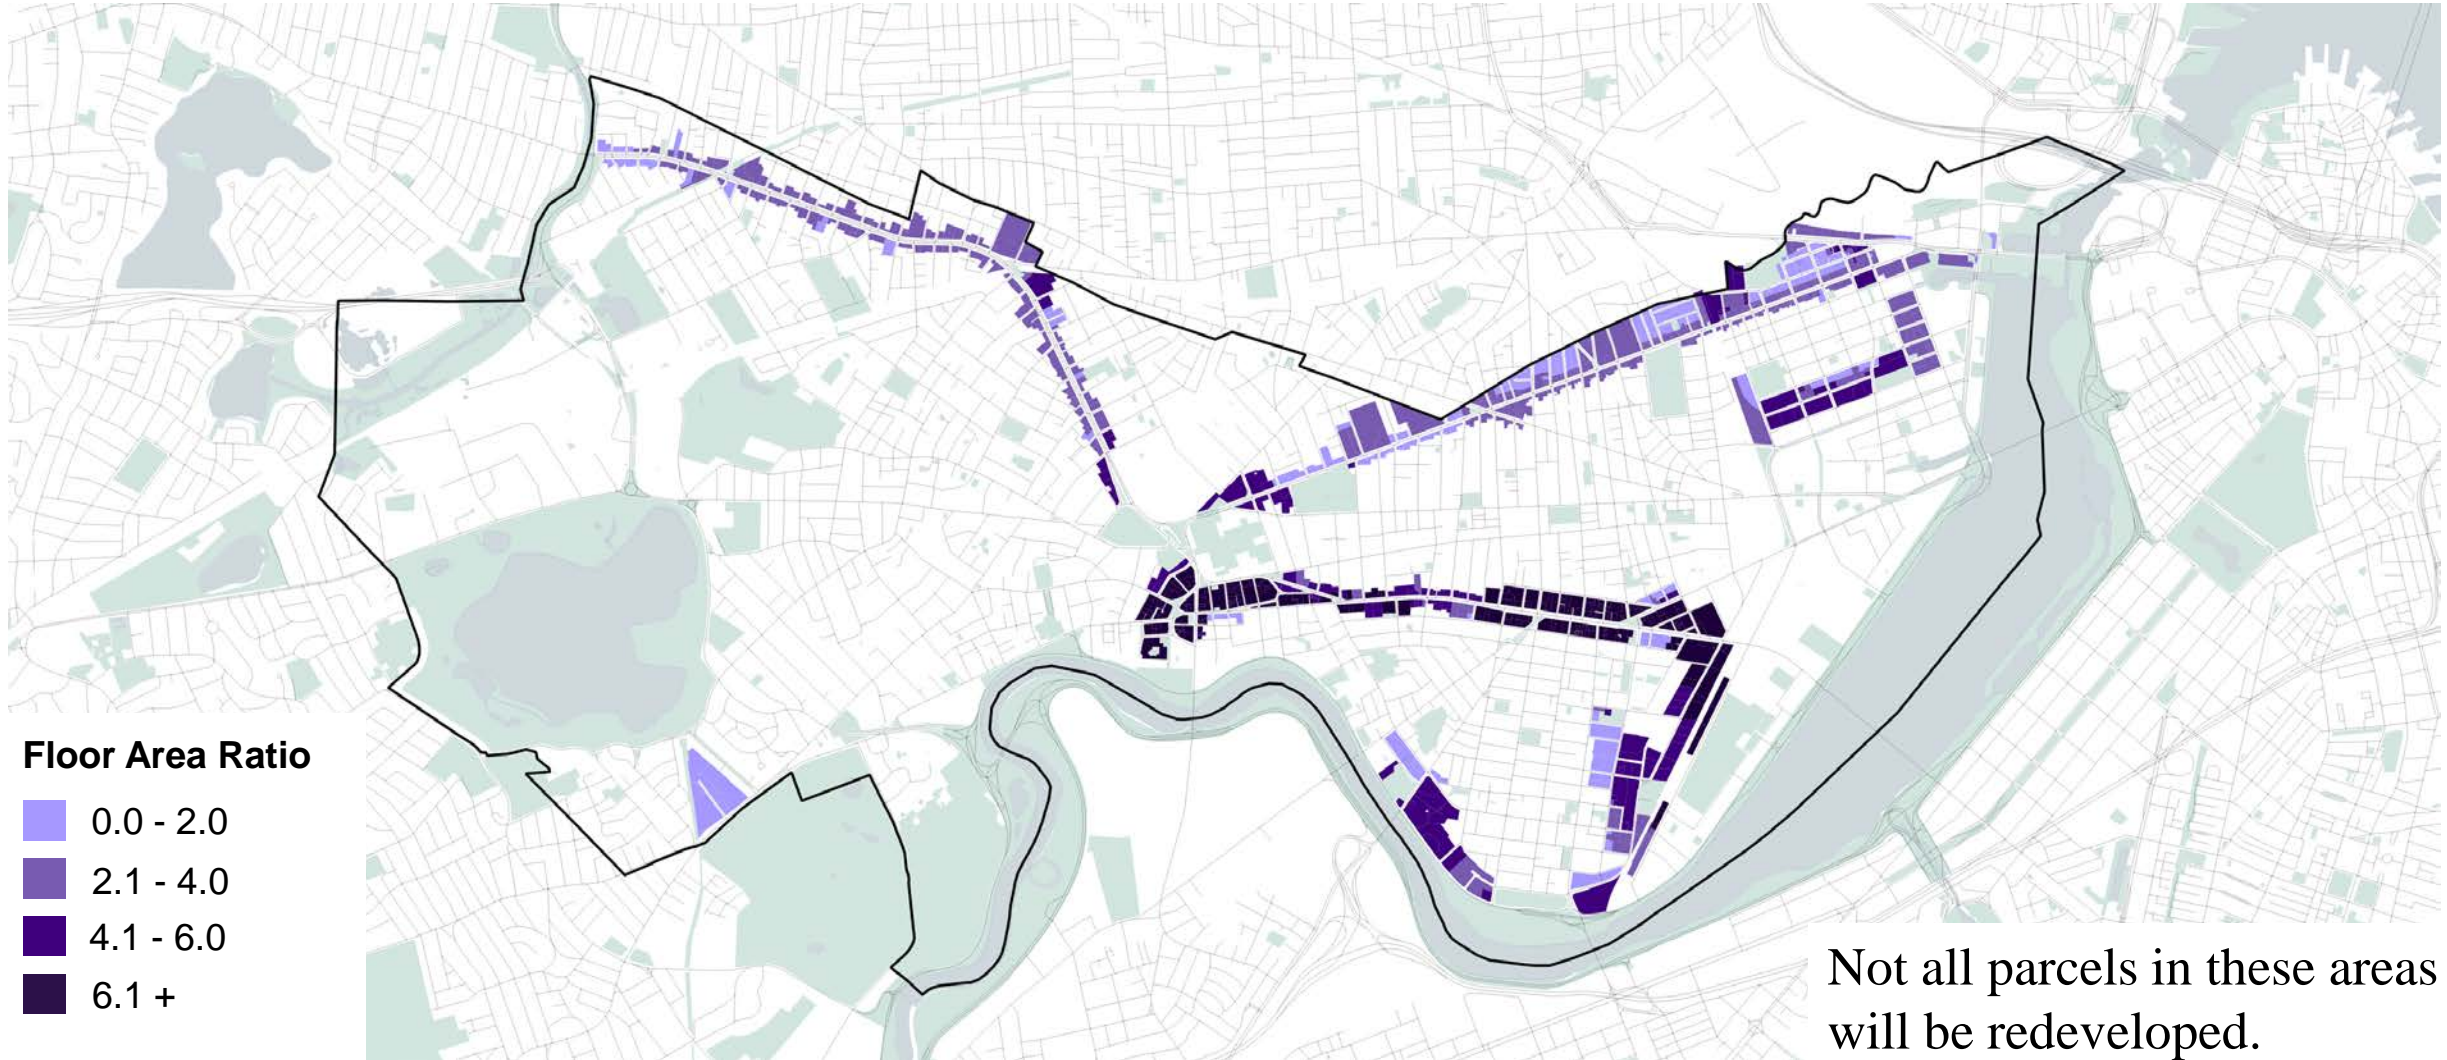 Floor Area Ratio
0.0 - 2.0
2.1 - 4.0
4.1 - 6.0
6.1 +
Not all parcels in these areas
will be redeveloped.